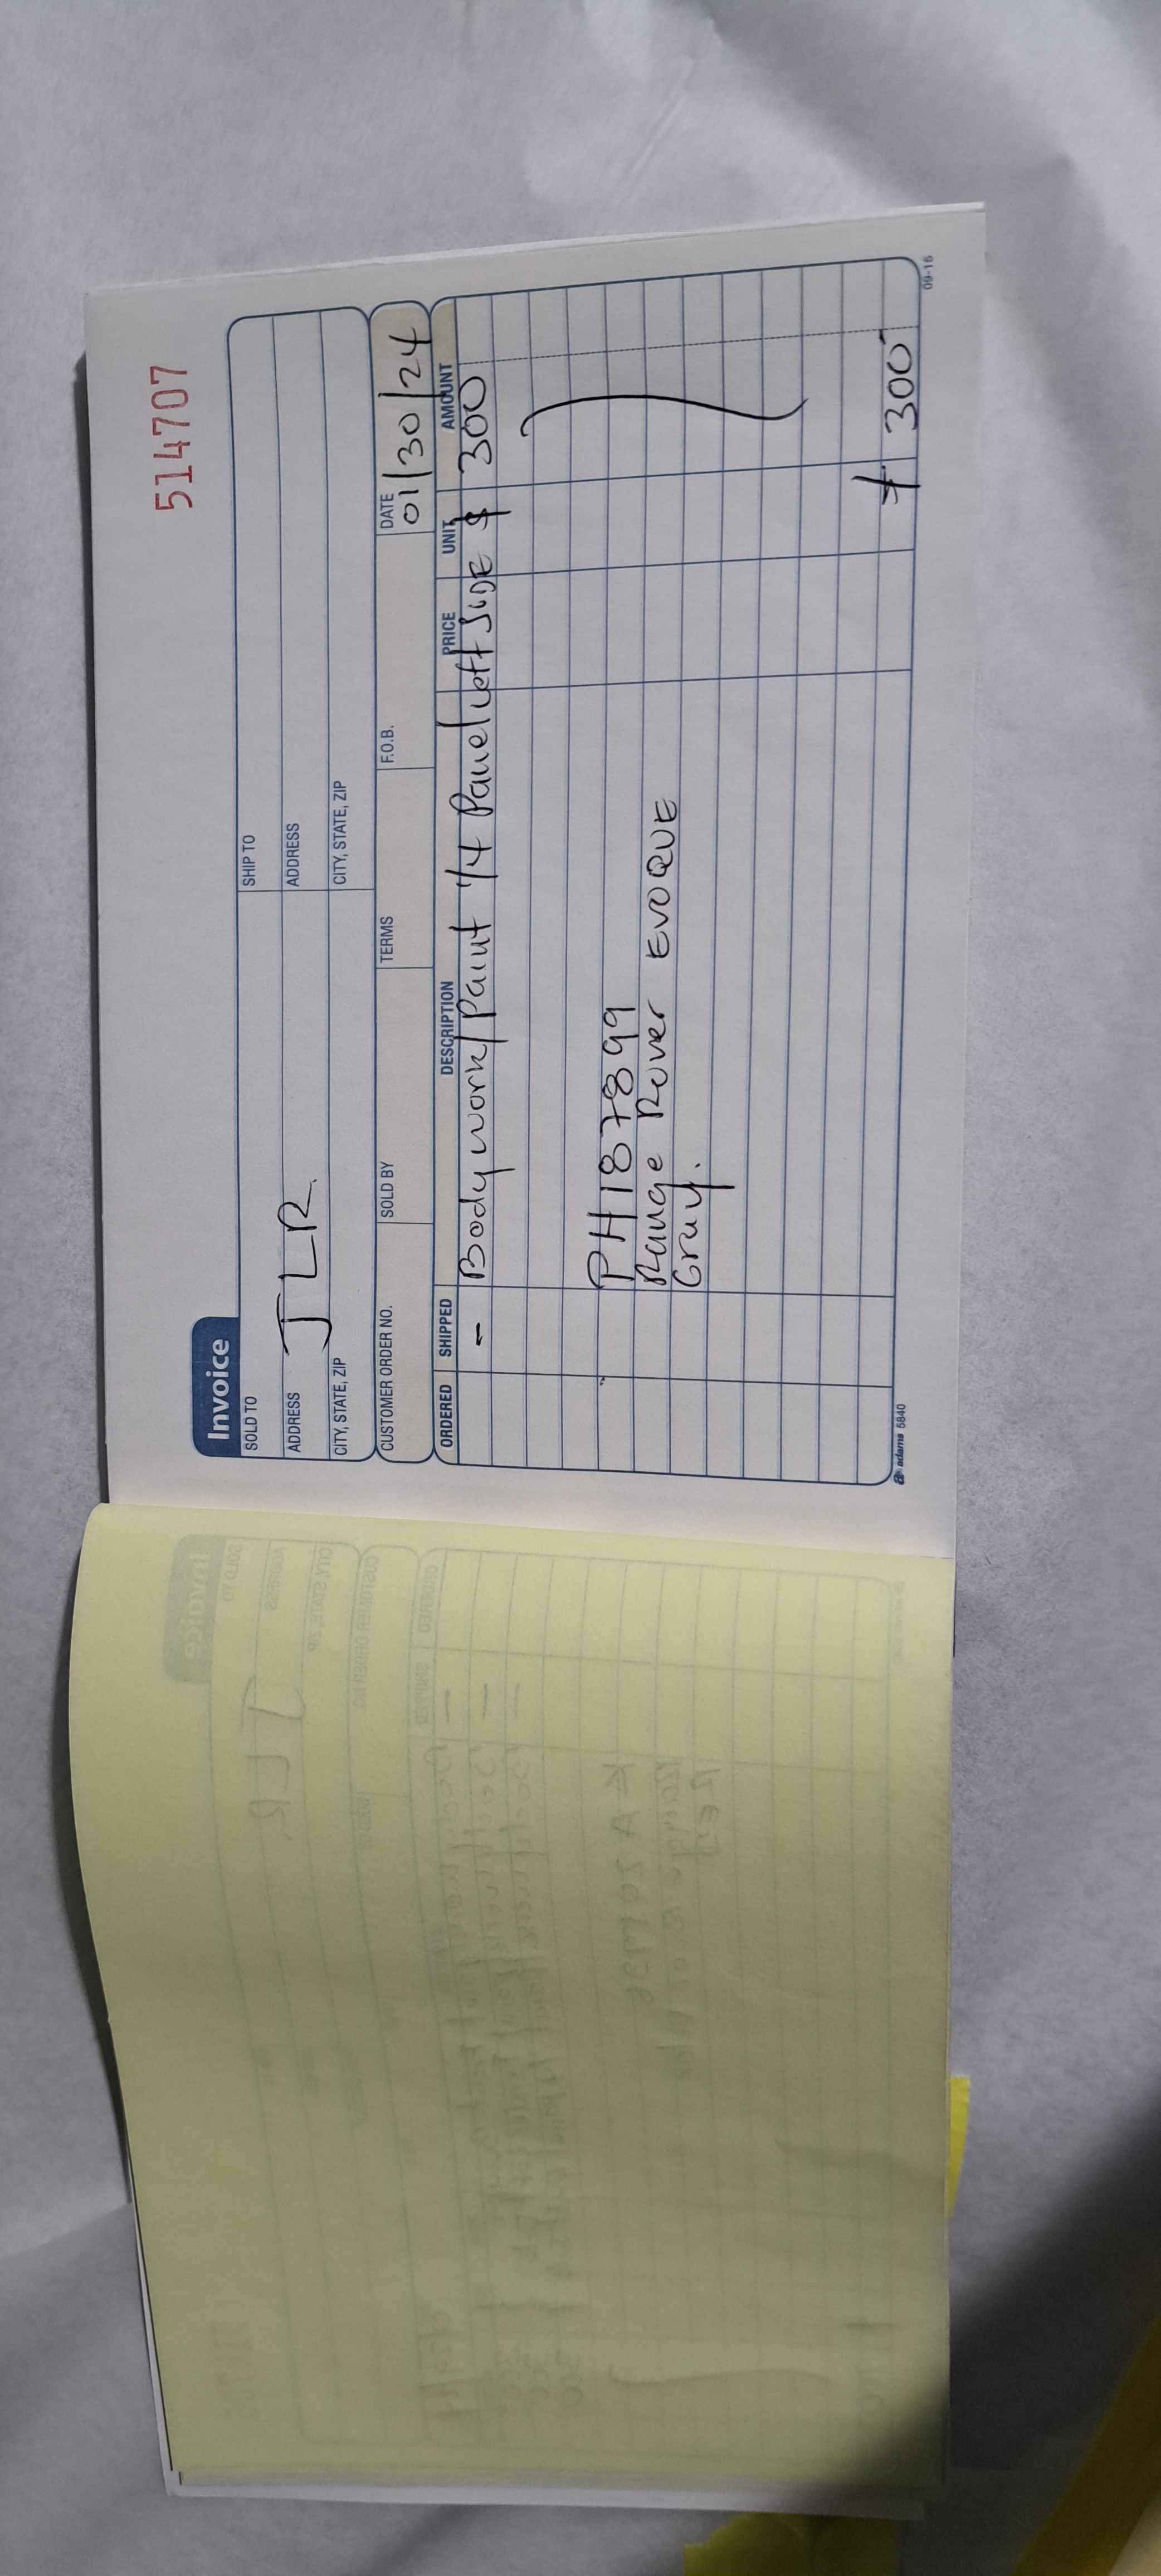 514707
Invoice
SOLD TO
SHIP TO
ADDRESS
JLR.
ADDRESS
CITY, STATE, ZIP
CITY, STATE, ZIP
CUSTOMER ORDER NO.
SOLD BY
TERMS
F.O.B.
DATE
01/30/24
ORDERED SHIPPED DESCRIPTION PRICE UNIT AMOUNT
- Body work/Paint 1/4 Panel Left SIDE $ 300
PH187899
Range Rover EVOQUE
Gray.
$ 300
adams 5840
09-16